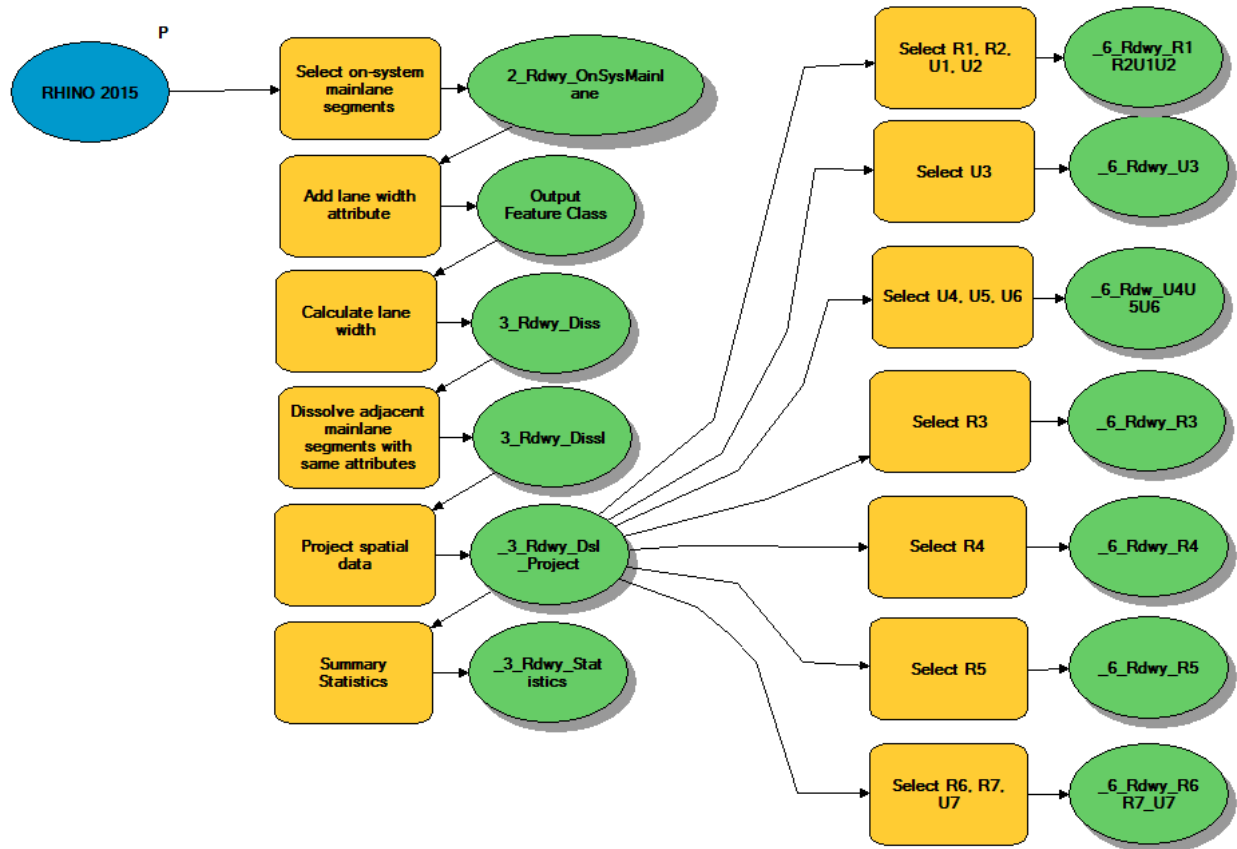 P
RHINO 2015
Select on-system
mainlane
segments
2_Rdwy_OnSysMainl
ane
Add lane width
attribute
Output
Feature Class
Calculate lane
width
3_Rdwy_Diss
Dissolve adjacent
mainlane
segments with
same attributes
3_Rdwy_Dissl
Project spatial
data
_3_Rdwy_Dsl
_Project
Summary
Statistics
_3_Rdwy_Stat
istics
Select R1, R2,
U1, U2
_6_Rdwy_R1
R2U1U2
Select U3
_6_Rdwy_U3
Select U4, U5, U6
_6_Rdw_U4U
5U6
Select R3
_6_Rdwy_R3
Select R4
_6_Rdwy_R4
Select R5
_6_Rdwy_R5
Select R6, R7,
U7
_6_Rdwy_R6
R7_U7